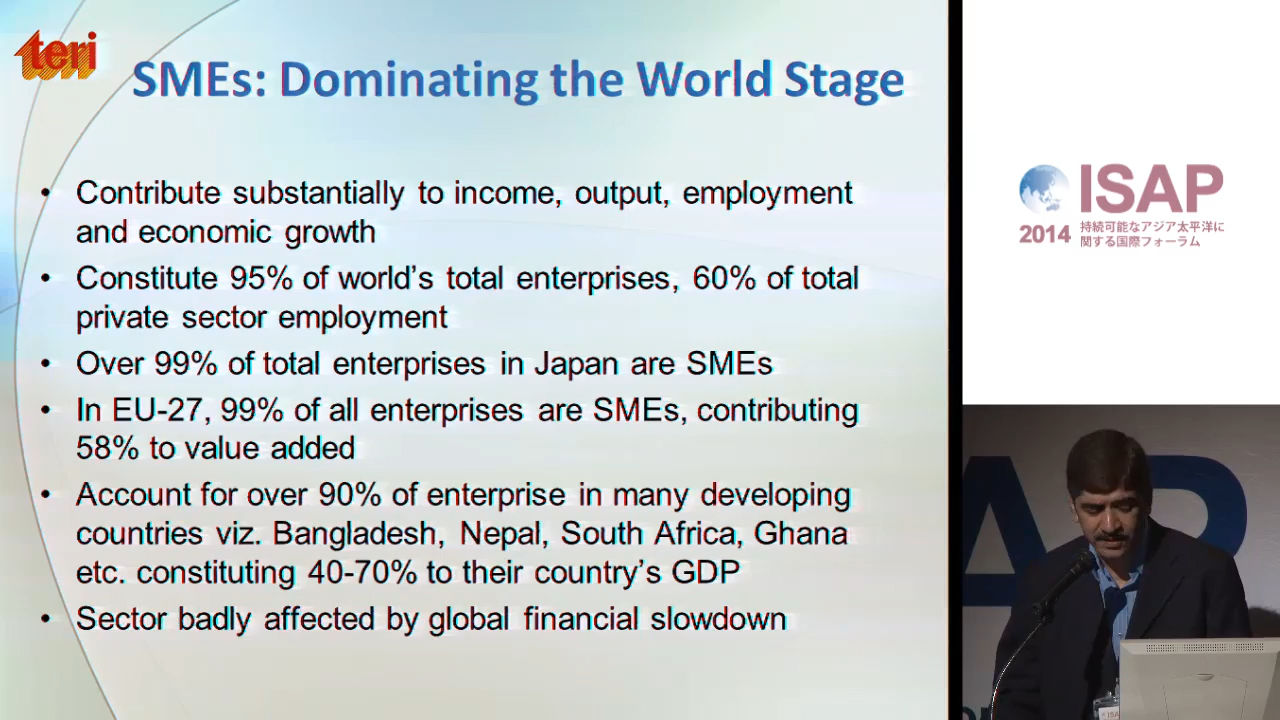 teri
SMEs: Dominating the World Stage
• Contribute substantially to income, output, employment
and economic growth
• Constitute 95% of world’s total enterprises, 60% of total
private sector employment
• Over 99% of total enterprises in Japan are SMEs
• In EU-27, 99% of all enterprises are SMEs, contributing
58% to value added
• Account for over 90% of enterprise in many developing
countries viz. Bangladesh, Nepal, South Africa, Ghana
etc. constituting 40-70% to their country’s GDP
• Sector badly affected by global financial slowdown
ISAP
2014
持続可能なアジア太平洋に
関する国際フォーラム
AP
ISAP